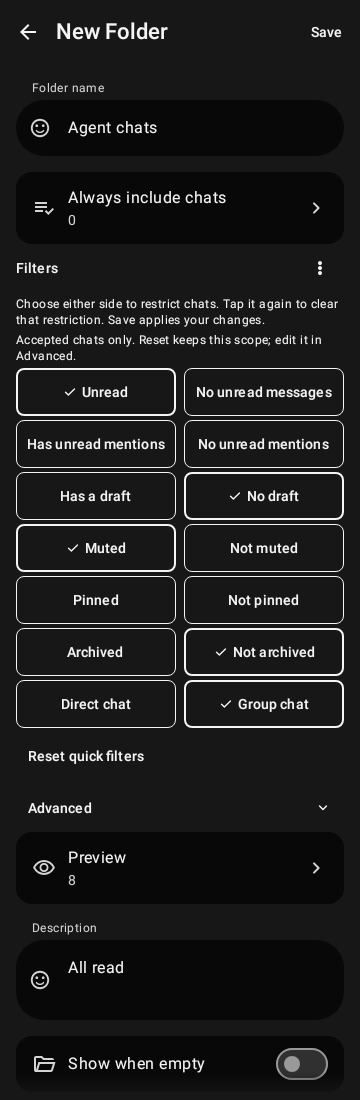 New Folder
Save
Folder name
Agent chats
Always include chats
0
Filters
Choose either side to restrict chats. Tap it again to clear
that restriction. Save applies your changes.
Accepted chats only. Reset keeps this scope; edit it in
Advanced.
Unread
No unread messages
Has unread mentions
No unread mentions
Has a draft
No draft
Muted
Not muted
Pinned
Not pinned
Archived
Not archived
Direct chat
Group chat
Reset quick filters
Advanced
Preview
8
Description
All read
Show when empty